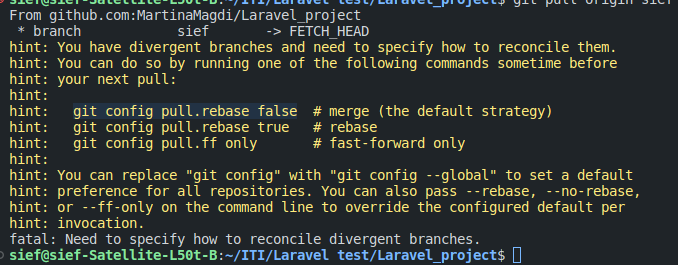 sief@sief-Satellite-L50t-B:~/ITI/Laravel test/Laravel_project$ git pull origin sief
From github.com:MartinaMagdi/Laravel_project
 * branch            sief       -> FETCH_HEAD
hint: You have divergent branches and need to specify how to reconcile them.
hint: You can do so by running one of the following commands sometime before
hint: your next pull:
hint:
hint:   git config pull.rebase false  # merge (the default strategy)
hint:   git config pull.rebase true   # rebase
hint:   git config pull.ff only       # fast-forward only
hint:
hint: You can replace "git config" with "git config --global" to set a default
hint: preference for all repositories. You can also pass --rebase, --no-rebase,
hint: or --ff-only on the command line to override the configured default per
hint: invocation.
fatal: Need to specify how to reconcile divergent branches.
sief@sief-Satellite-L50t-B:~/ITI/Laravel test/Laravel_project$